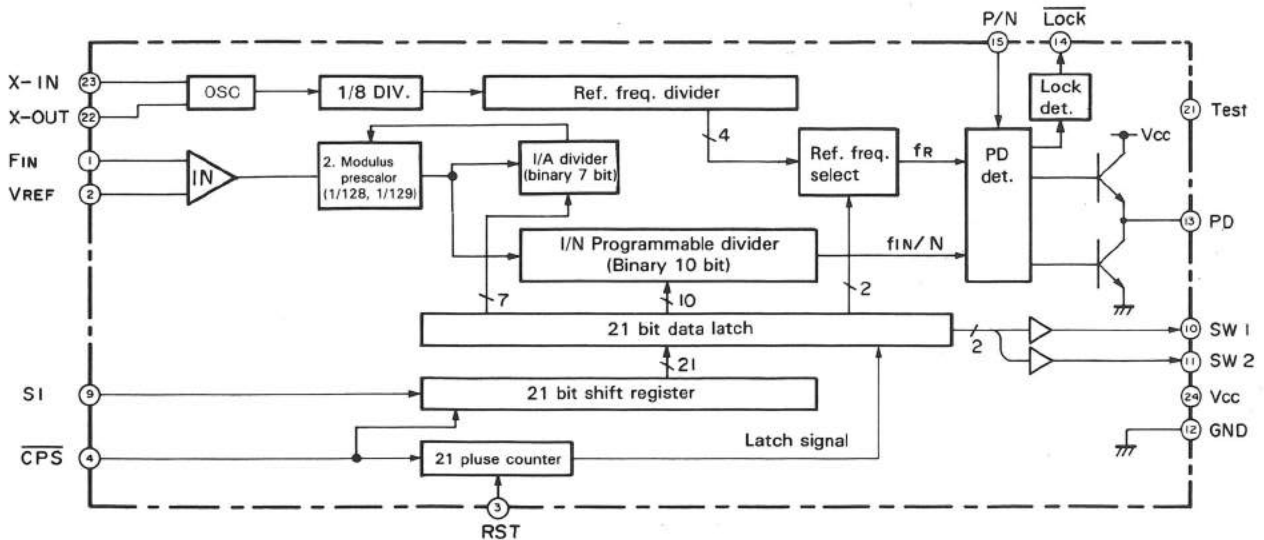 P/N
Lock
15
14
X-IN
23
OSC
1/8 DIV.
Ref. freq. divider
Lock
det.
X-OUT
22
21
Test
4
Vcc
FIN
1
IN
2. Modulus
prescalor
(1/128, 1/129)
I/A divider
(binary 7 bit)
Ref. freq.
select
fR
PD
det.
VREF
2
13
PD
I/N Programmable divider
(Binary 10 bit)
fIN/N
7
10
2
21 bit data latch
2
10
SW 1
11
SW 2
21
SI
9
21 bit shift register
24
Vcc
Latch signal
12
GND
CPS
4
21 pluse counter
3
RST